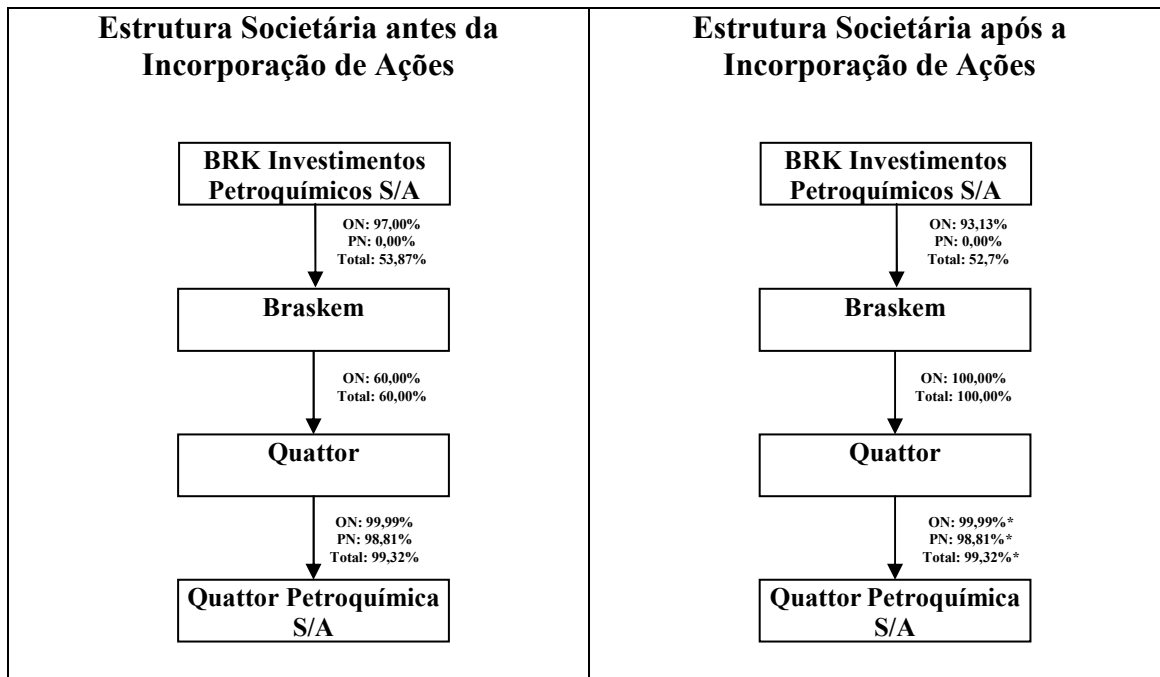 Estrutura Societária antes da
Incorporação de Ações
BRK Investimentos
Petroquímicos S/A
ON: 97,00%
PN: 0,00%
Total: 53,87%
Braskem
ON: 60,00%
Total: 60,00%
Quattor
ON: 99,99%
PN: 98,81%
Total: 99,32%
Quattor Petroquímica
S/A
Estrutura Societária após a
Incorporação de Ações
BRK Investimentos
Petroquímicos S/A
ON: 93,13%
PN: 0,00%
Total: 52,7%
Braskem
ON: 100,00%
Total: 100,00%
Quattor
ON: 99,99%*
PN: 98,81%*
Total: 99,32%*
Quattor Petroquímica
S/A